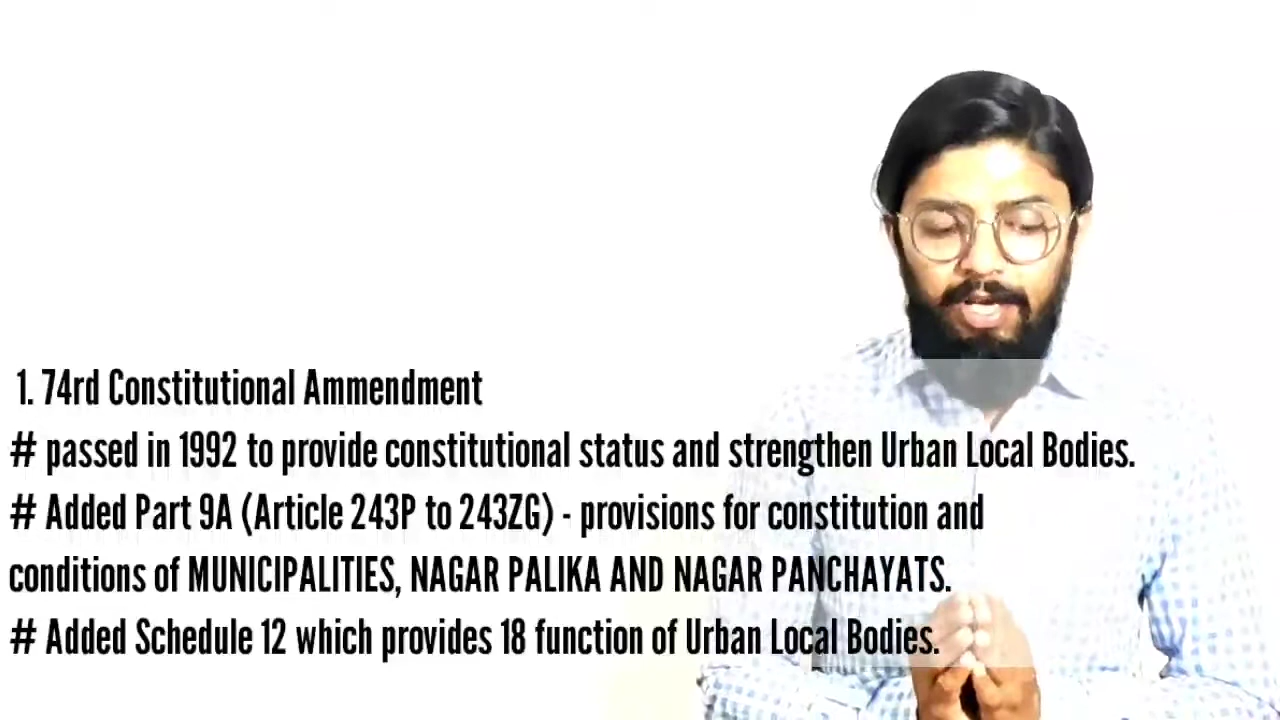 1. 74rd Constitutional Ammendment
# passed in 1992 to provide constitutional status and strengthen Urban Local Bodies.
# Added Part 9A (Article 243P to 243ZG) - provisions for constitution and
conditions of MUNICIPALITIES, NAGAR PALIKA AND NAGAR PANCHAYATS.
# Added Schedule 12 which provides 18 function of Urban Local Bodies.